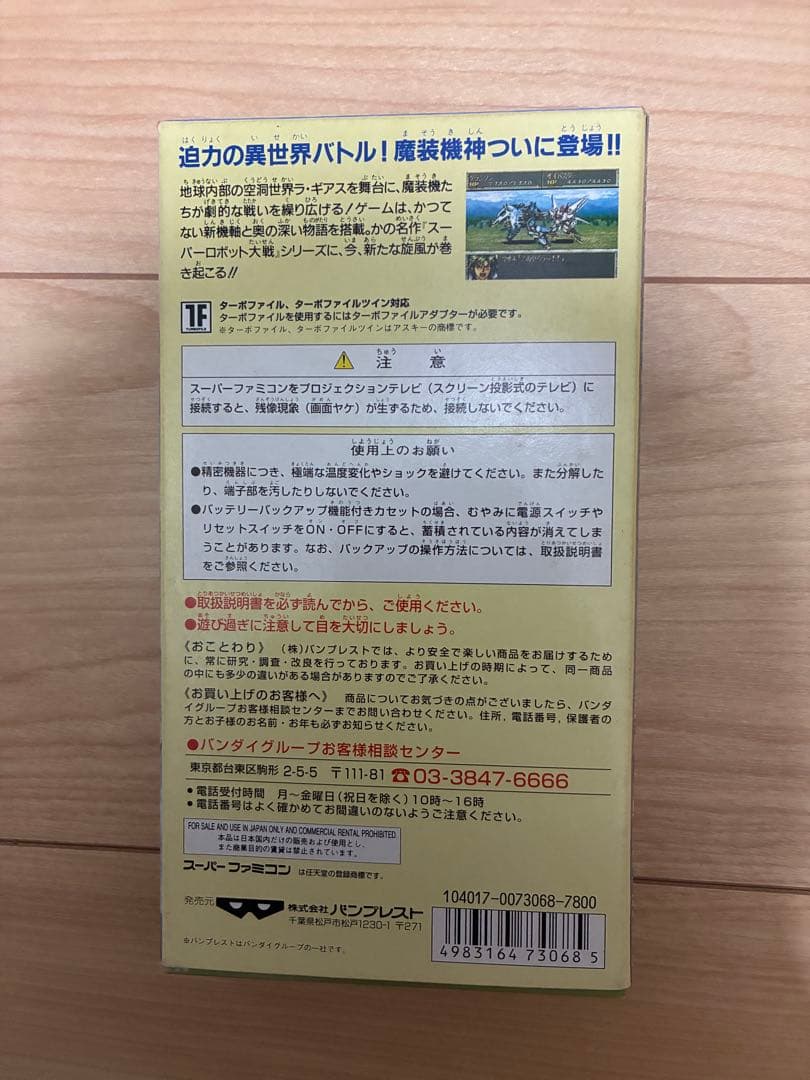 迫力の異世界バトル!魔装機神ついに登場!!
地球内部の空洞世界ラ・ギアスを舞台に、魔装機た
ちが劇的な戦いを繰り広げる!ゲームは、かつて
ない新機軸と奥の深い物語を搭載。かの名作『スー
パーロボット大戦』シリーズに、今、新たな旋風が巻
き起こる!!
TF
ターボファイル、ターボファイルツイン対応
ターボファイルを使用するにはターボファイルアダプターが必要です。
※ターボファイル、ターボファイルツインはアスキーの商標です。
注意
スーパーファミコンをプロジェクションテレビ(スクリーン投影式のテレビ)に
接続すると、残像現象(画面ヤケ)が生ずるため、接続しないでください。
使用上のお願い
●精密機器につき、極端な温度変化やショックを避けてください。また分解した
り、端子部を汚したりしないでください。
●バッテリーバックアップ機能付きカセットの場合、むやみに電源スイッチや
リセットスイッチをON・OFFにすると、蓄積されている内容が消えてしま
うことがあります。なお、バックアップの操作方法については、取扱説明書
をご参照ください。
●取扱説明書を必ず読んでから、ご使用ください。
●遊び過ぎに注意して目を大切にしましょう。
《おことわり》 (株)バンプレストでは、より安全で楽しい商品をお届けするため
に、常に研究・調査・改良を行っております。お買い上げの時期によって、同一商品
の中にも多少の違いがある場合がありますのでご了承ください。
《お買い上げのお客様へ》 商品についてお気づきの点がございましたら、バンダ
イグループお客様相談センターまでお問い合わせください。住所,電話番号,保護者の
方とお子様のお名前・お年も必ずお知らせください。
●バンダイグループお客様相談センター
東京都台東区駒形 2-5-5 〒111-81 ☎03-3847-6666
●電話受付時間 月〜金曜日(祝日を除く)10時〜16時
●電話番号はよく確かめてお間違いのないようご注意ください。
FOR SALE AND USE IN JAPAN ONLY AND COMMERCIAL RENTAL PROHIBITED
本品は日本国内だけの販売および使用とし、
また商業目的の賃貸は禁止されています。
スーパーファミコン は任天堂の登録商標です。
発売元 株式会社 バンプレスト
千葉県松戸市松戸1230-1 〒271
※バンプレストはバンダイグループの一社です。
104017-0073068-7800
4983164 730685